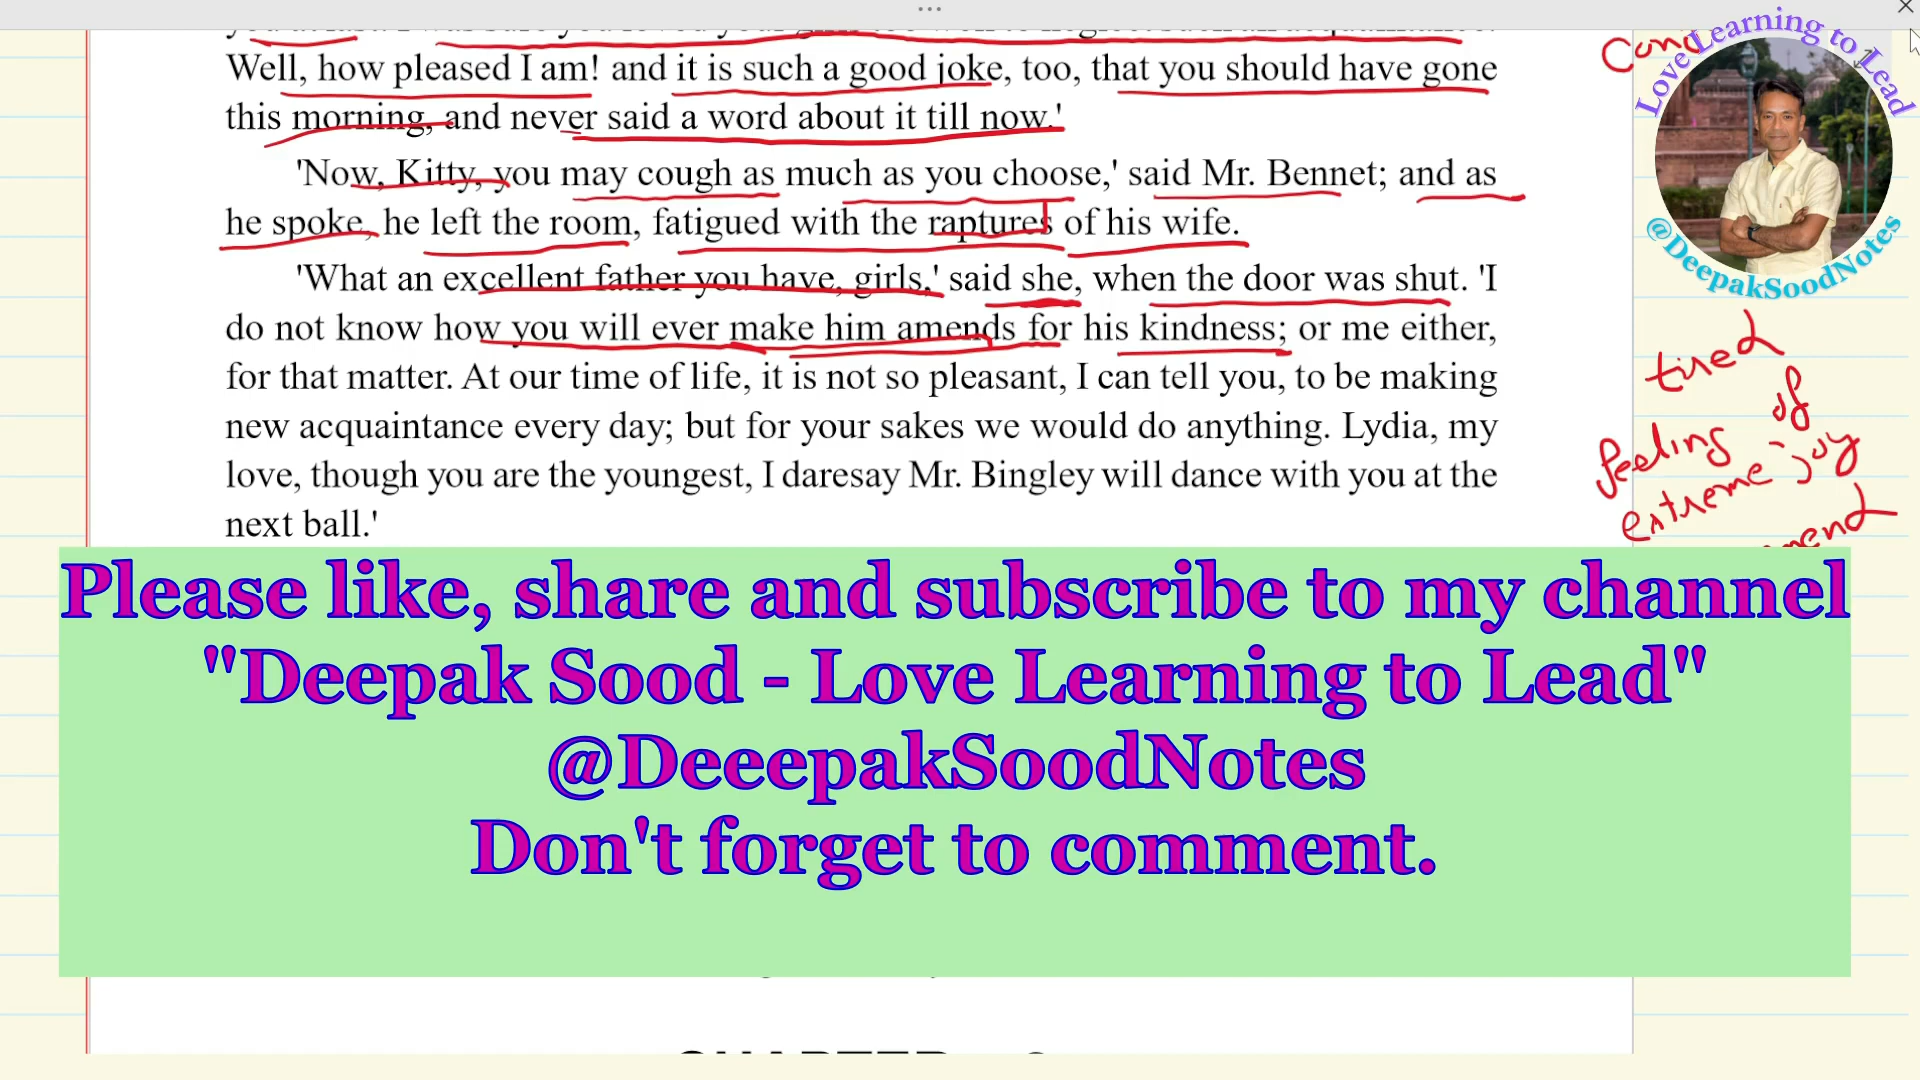 Well, how pleased I am! and it is such a good joke, too, that you should have gone
this morning, and never said a word about it till now.'
'Now, Kitty, you may cough as much as you choose,' said Mr. Bennet; and as
he spoke, he left the room, fatigued with the raptures of his wife.
'What an excellent father you have, girls,' said she, when the door was shut. 'I
do not know how you will ever make him amends for his kindness; or me either,
for that matter. At our time of life, it is not so pleasant, I can tell you, to be making
new acquaintance every day; but for your sakes we would do anything. Lydia, my
love, though you are the youngest, I daresay Mr. Bingley will dance with you at the
next ball.'
Love Learning to Lead
@DeepakSoodNotes
tired
of
feeling
extreme joy
Please like, share and subscribe to my channel
"Deepak Sood - Love Learning to Lead"
@DeeepakSoodNotes
Don't forget to comment.